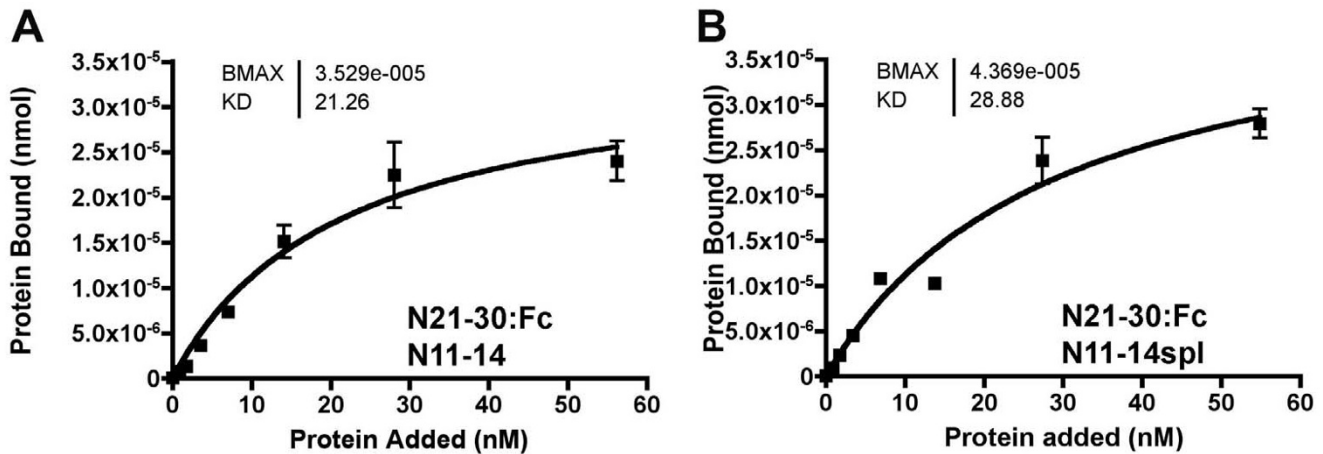 A
Protein Bound (nmol)
3.5x10⁻⁵
3.0x10⁻⁵
2.5x10⁻⁵
2.0x10⁻⁵
1.5x10⁻⁵
1.0x10⁻⁵
5.0x10⁻⁶
0
BMAX 3.529e-005
KD 21.26
N21-30:Fc
N11-14
0 10 20 30 40 50 60
Protein Added (nM)
B
Protein Bound (nmol)
3.5x10⁻⁵
3.0x10⁻⁵
2.5x10⁻⁵
2.0x10⁻⁵
1.5x10⁻⁵
1.0x10⁻⁵
5.0x10⁻⁶
0
BMAX 4.369e-005
KD 28.88
N21-30:Fc
N11-14spl
0 10 20 30 40 50 60
Protein added (nM)